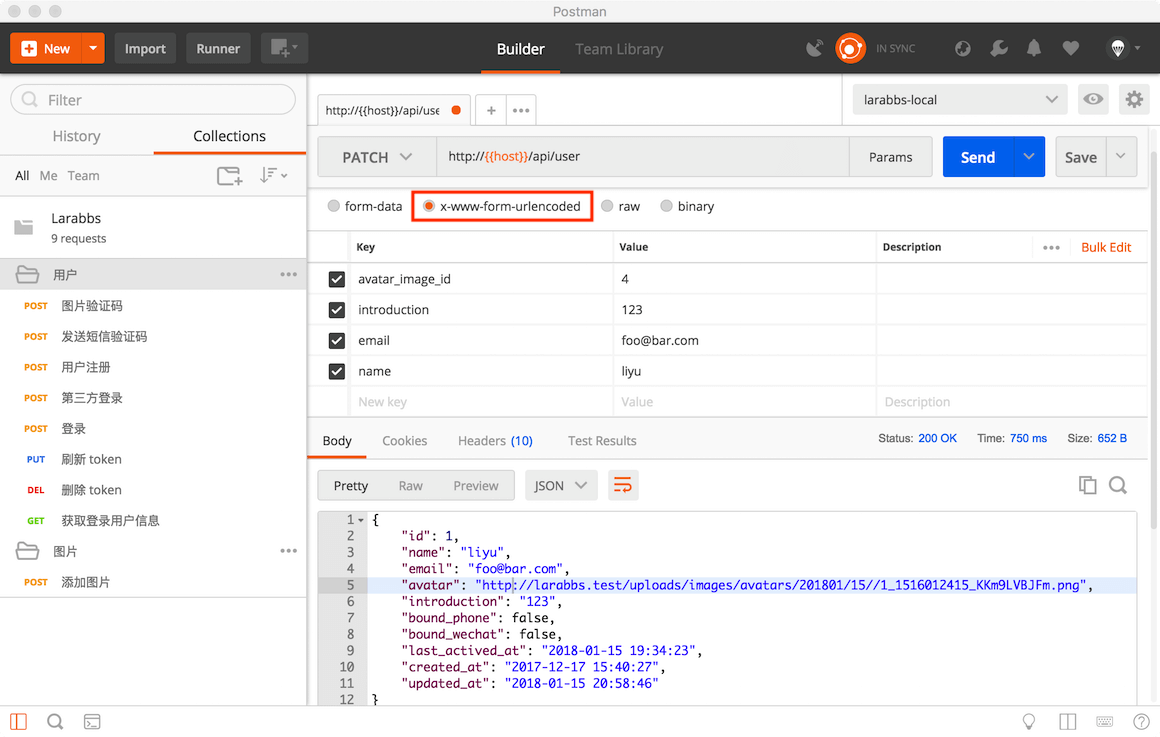 Postman
New
Import
Runner
Builder
Team Library
IN SYNC
Filter
History
Collections
All Me Team
Larabbs
9 requests
用户
POST 图片验证码
POST 发送短信验证码
POST 用户注册
POST 第三方登录
POST 登录
PUT 刷新 token
DEL 删除 token
GET 获取登录用户信息
图片
POST 添加图片
http://{{host}}/api/use
larabbs-local
PATCH http://{{host}}/api/user Params Send Save
form-data x-www-form-urlencoded raw binary
Key Value Description Bulk Edit
avatar_image_id 4
introduction 123
email foo@bar.com
name liyu
New key Value Description
Body Cookies Headers (10) Test Results Status: 200 OK Time: 750 ms Size: 652 B
Pretty Raw Preview JSON
1 {
2 "id": 1,
3 "name": "liyu",
4 "email": "foo@bar.com",
5 "avatar": "http://larabbs.test/uploads/images/avatars/201801/15//1_1516012415_KKm9LVBJFm.png",
6 "introduction": "123",
7 "bound_phone": false,
8 "bound_wechat": false,
9 "last_actived_at": "2018-01-15 19:34:23",
10 "created_at": "2017-12-17 15:40:27",
11 "updated_at": "2018-01-15 20:58:46"
12 }